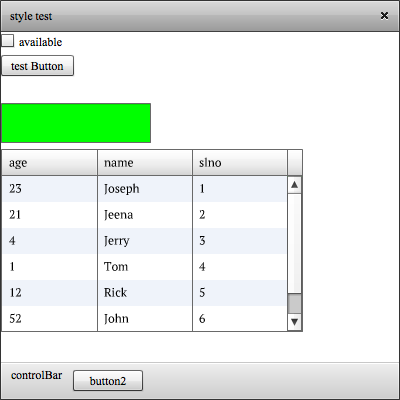 style test
available
test Button
age name slno
23 Joseph 1
21 Jeena 2
4 Jerry 3
1 Tom 4
12 Rick 5
52 John 6
controlBar button2